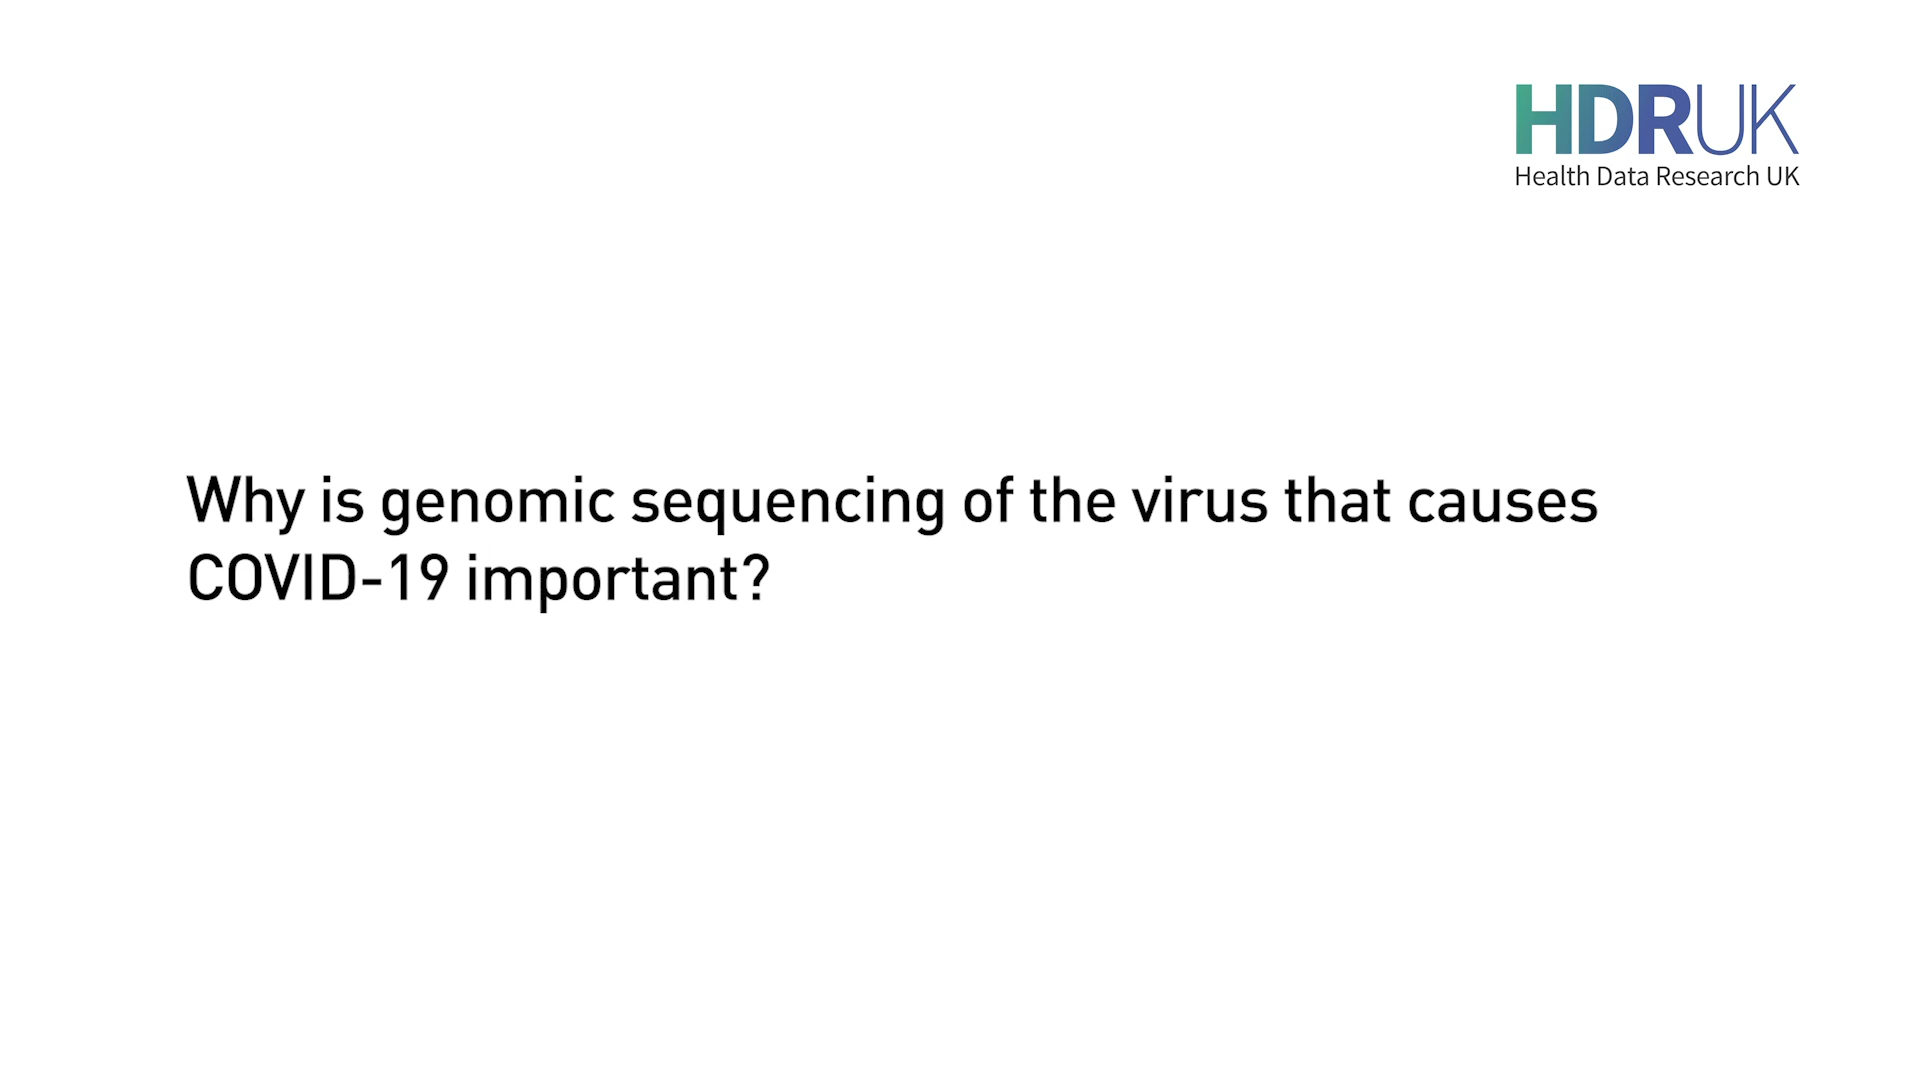 HDRUK
Health Data Research UK
Why is genomic sequencing of the virus that causes
COVID-19 important?